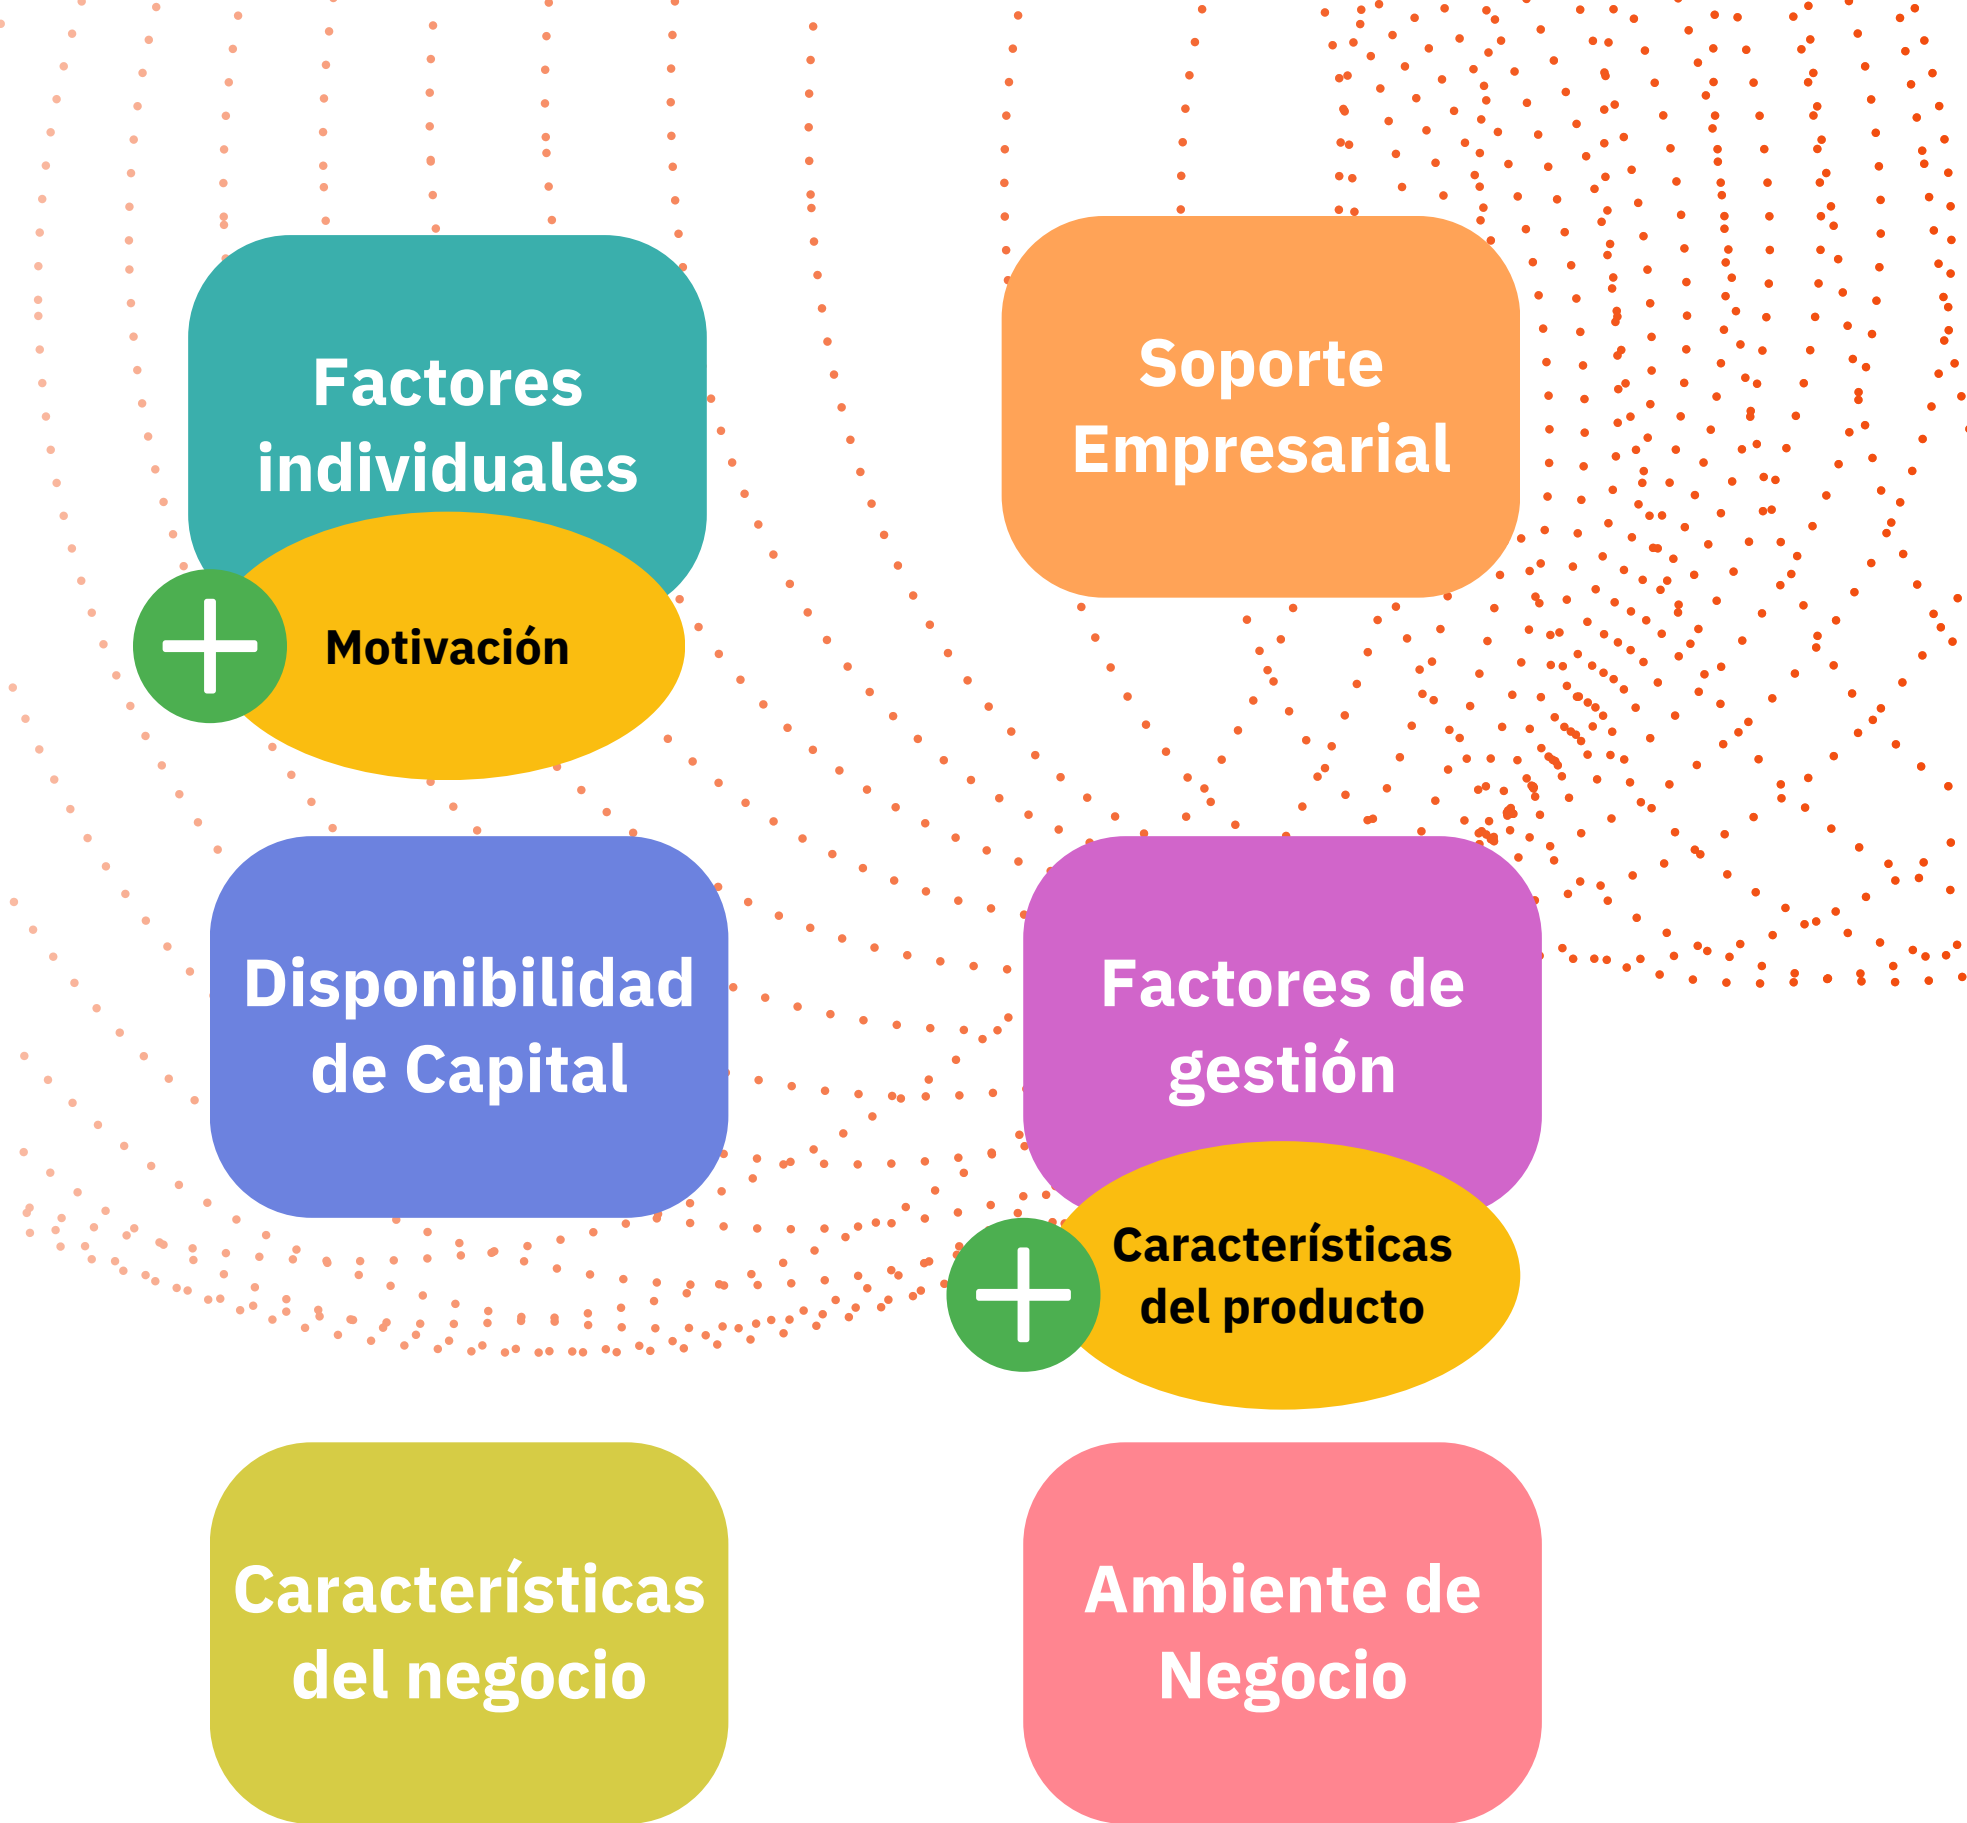 Factores
individuales
Motivación
Soporte
Empresarial
Disponibilidad
de Capital
Factores de
gestión
Características
del producto
Características
del negocio
Ambiente de
Negocio